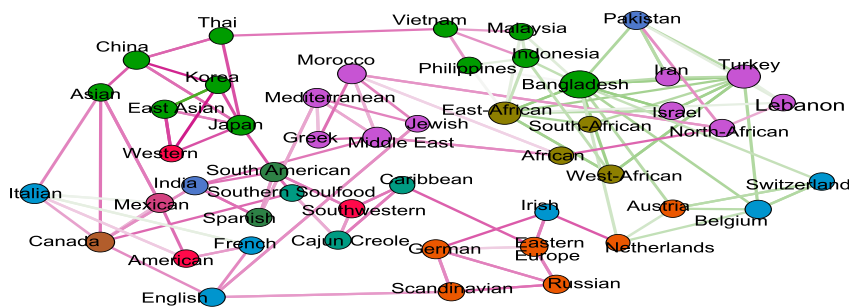 Thai
Vietnam
Malaysia
Pakistan
China
Indonesia
Morocco
Philippines
Korea
Bangladesh
Iran
Turkey
Asian
Mediterranean
East Asian
East-African
Israel
Lebanon
Japan
Greek
Jewish
South-African
North-African
Middle East
Western
African
South American
West-African
India
Southern Soulfood
Caribbean
Switzerland
Italian
Mexican
Southwestern
Irish
Austria
Spanish
Belgium
Canada
French
Cajun Creole
German
Eastern
Europe
Netherlands
American
Scandinavian
Russian
English